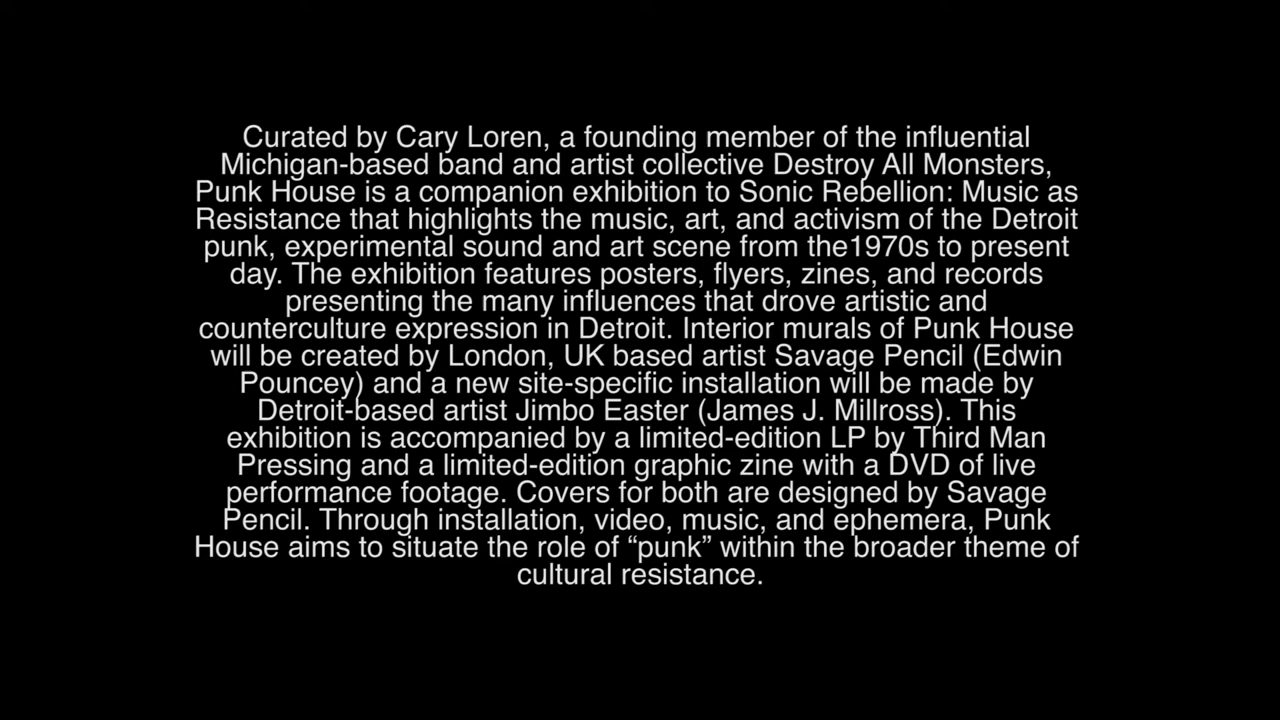 Curated by Cary Loren, a founding member of the influential
Michigan-based band and artist collective Destroy All Monsters,
Punk House is a companion exhibition to Sonic Rebellion: Music as
Resistance that highlights the music, art, and activism of the Detroit
punk, experimental sound and art scene from the1970s to present
day. The exhibition features posters, flyers, zines, and records
presenting the many influences that drove artistic and
counterculture expression in Detroit. Interior murals of Punk House
will be created by London, UK based artist Savage Pencil (Edwin
Pouncey) and a new site-specific installation will be made by
Detroit-based artist Jimbo Easter (James J. Millross). This
exhibition is accompanied by a limited-edition LP by Third Man
Pressing and a limited-edition graphic zine with a DVD of live
performance footage. Covers for both are designed by Savage
Pencil. Through installation, video, music, and ephemera, Punk
House aims to situate the role of “punk” within the broader theme of
cultural resistance.